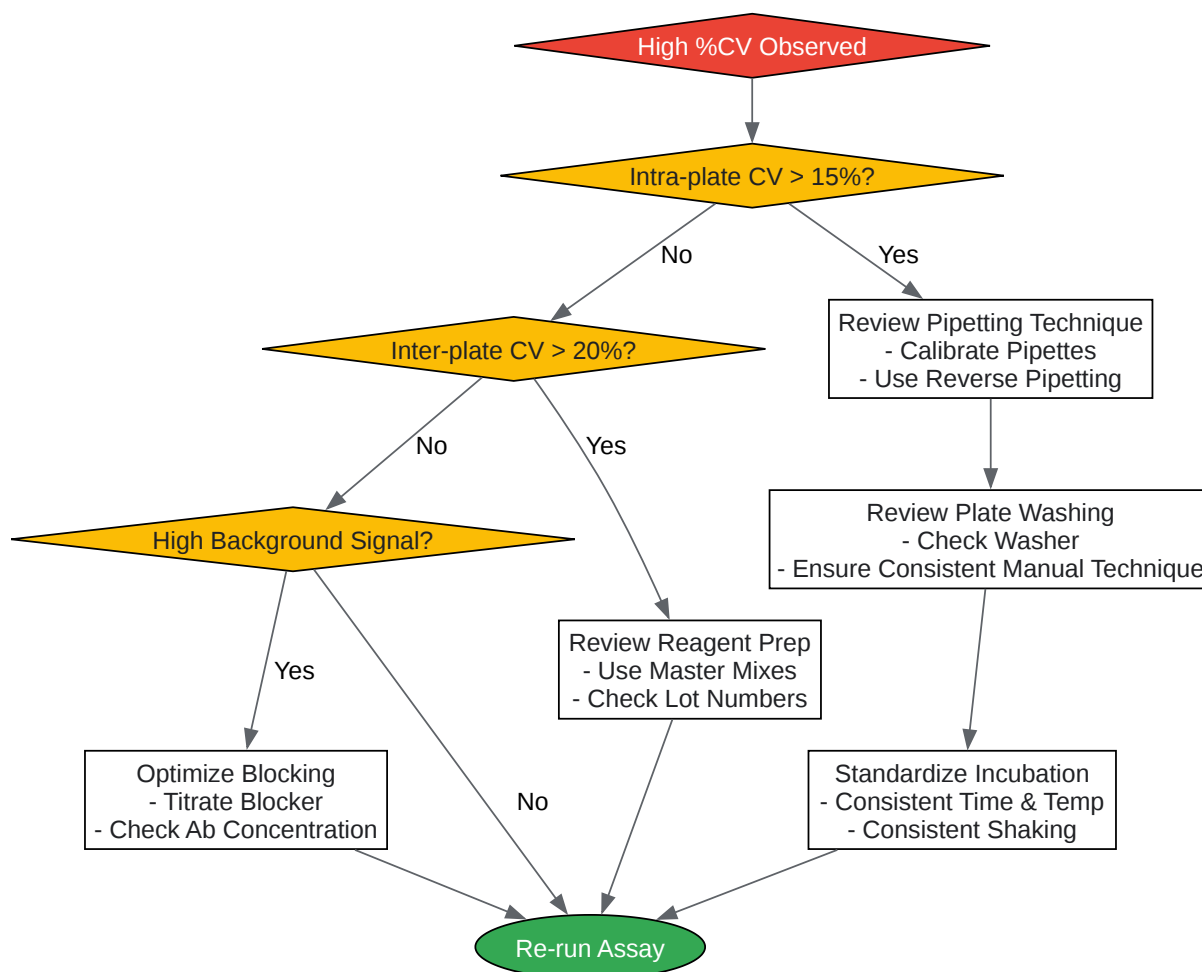 High %CV Observed
Intra-plate CV > 15%?
No
Yes
Review Pipetting Technique
- Calibrate Pipettes
- Use Reverse Pipetting
Inter-plate CV > 20%?
No
Yes
Review Plate Washing
- Check Washer
- Ensure Consistent Manual Technique
High Background Signal?
Yes
No
Review Reagent Prep
- Use Master Mixes
- Check Lot Numbers
Optimize Blocking
- Titrate Blocker
- Check Ab Concentration
Standardize Incubation
- Consistent Time & Temp
- Consistent Shaking
Re-run Assay